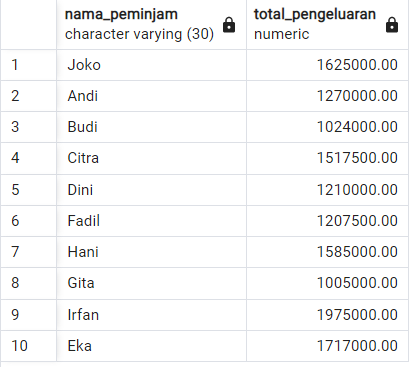 nama_peminjam total_pengeluaran
character varying (30) numeric
1 Joko 1625000.00
2 Andi 1270000.00
3 Budi 1024000.00
4 Citra 1517500.00
5 Dini 1210000.00
6 Fadil 1207500.00
7 Hani 1585000.00
8 Gita 1005000.00
9 Irfan 1975000.00
10 Eka 1717000.00